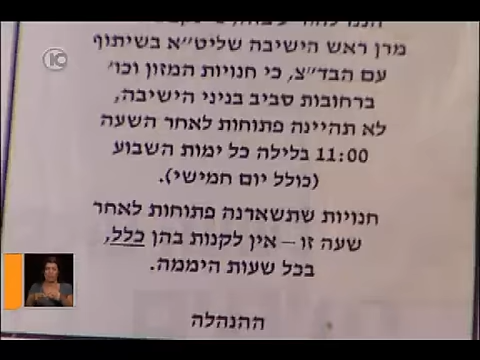 מרן ראש הישיבה שליט״א בשיתוף
עם הבד״צ, כי חנויות המזון וכו׳
ברחובות סביב בניני הישיבה,
לא תהיינה פתוחות לאחר השעה
11:00 בלילה כל ימות השבוע
(כולל יום חמישי).
חנויות שתשארנה פתוחות לאחר
שעה זו – אין לקנות בהן כלל,
בכל שעות היממה.
ההנהלה
10